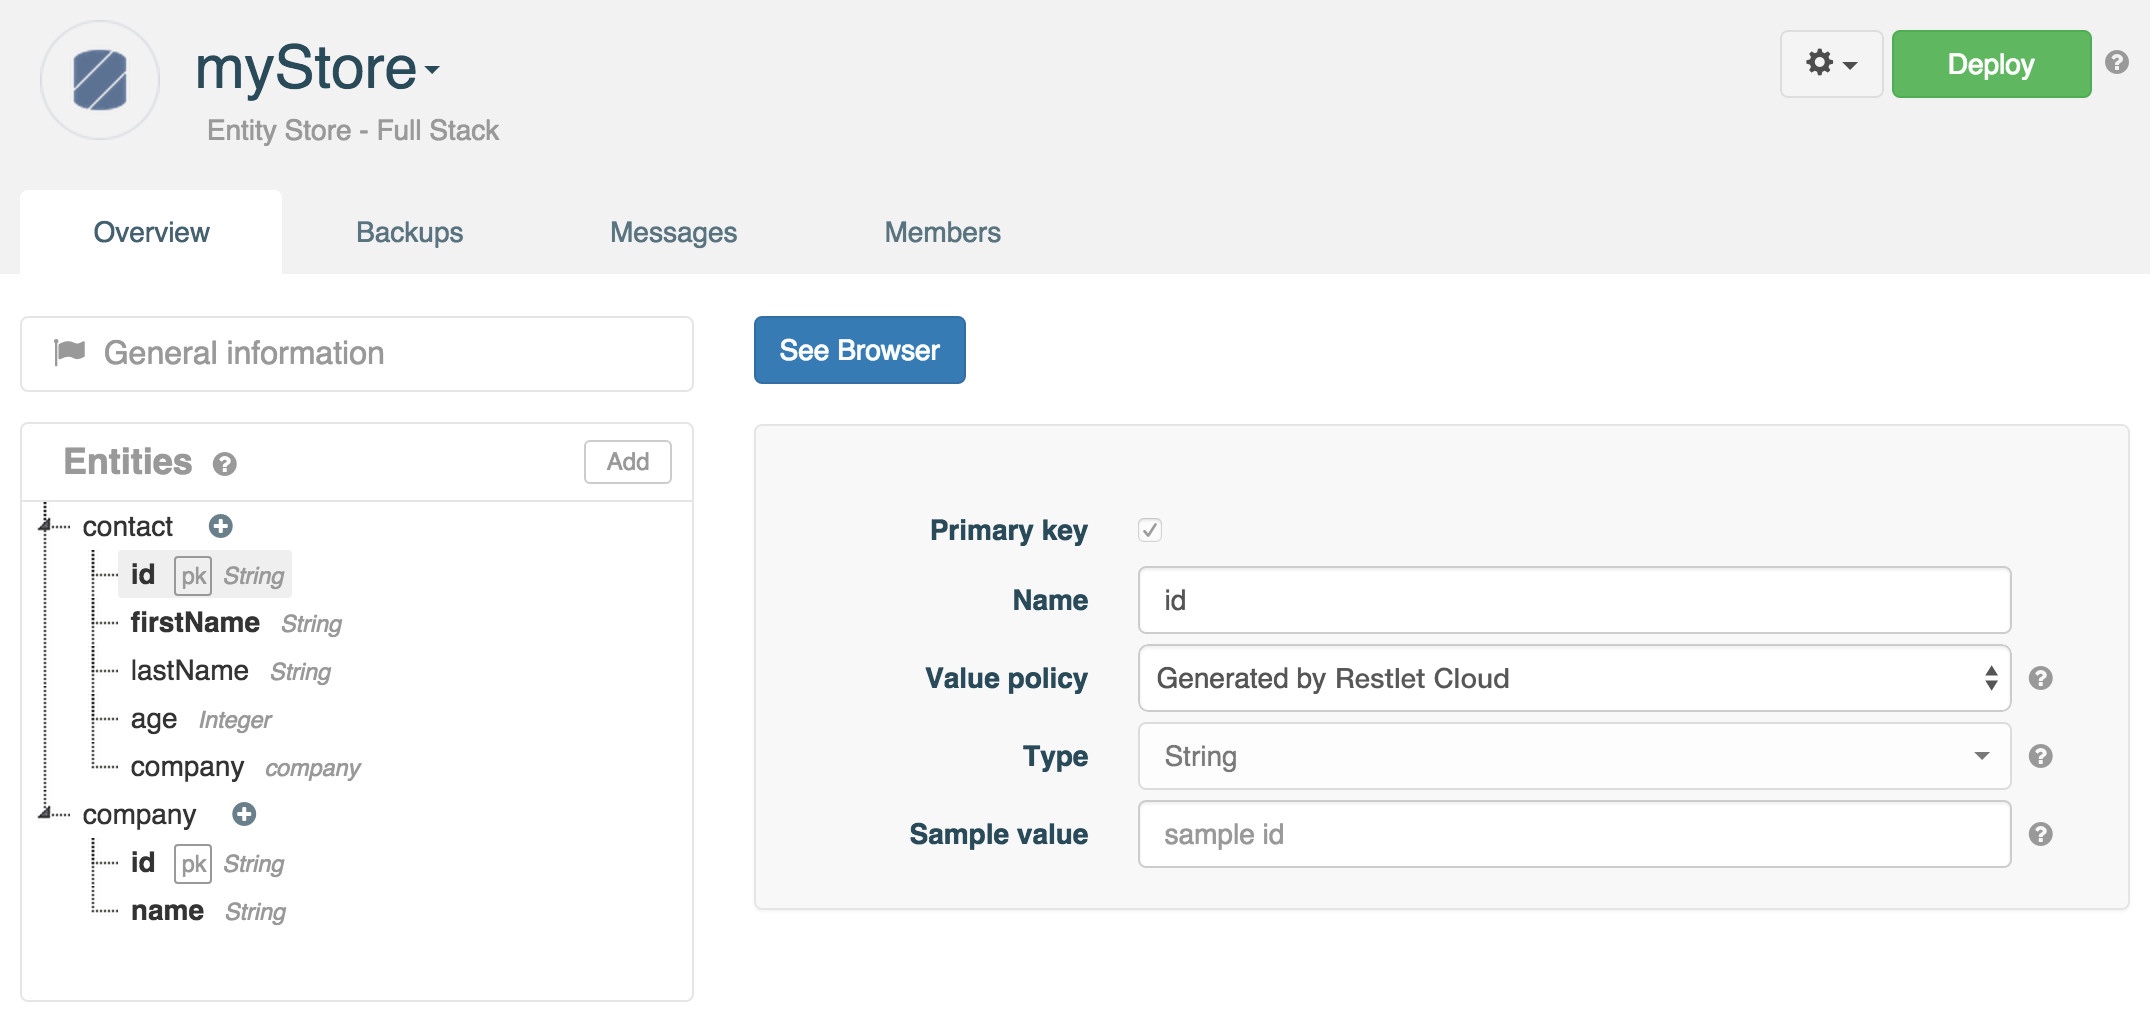 myStore
Entity Store - Full Stack
Deploy
Overview
Backups
Messages
Members
General information
See Browser
Entities
Add
contact
id pk String
firstName String
lastName String
age Integer
company company
company
id pk String
name String
Primary key
Name id
Value policy Generated by Restlet Cloud
Type String
Sample value sample id